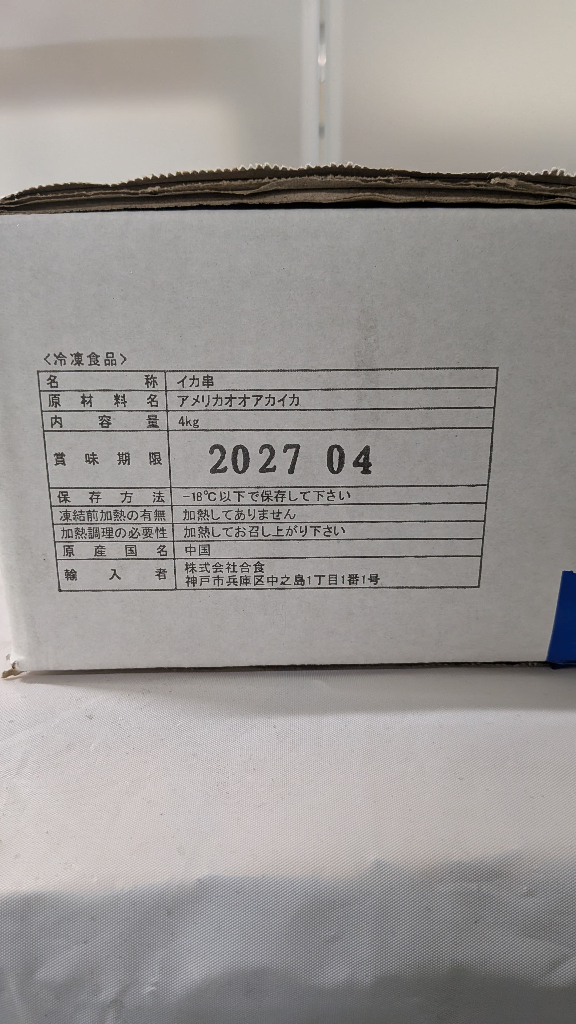 〈冷凍食品〉
名称 イカ串
原材料名 アメリカオオアカイカ
内容量 4kg
賞味期限 2027 04
保存方法 -18℃以下で保存して下さい
凍結前加熱の有無 加熱してありません
加熱調理の必要性 加熱してお召し上がり下さい
原産国名 中国
輸入者 株式会社合食
神戸市兵庫区中之島1丁目1番1号